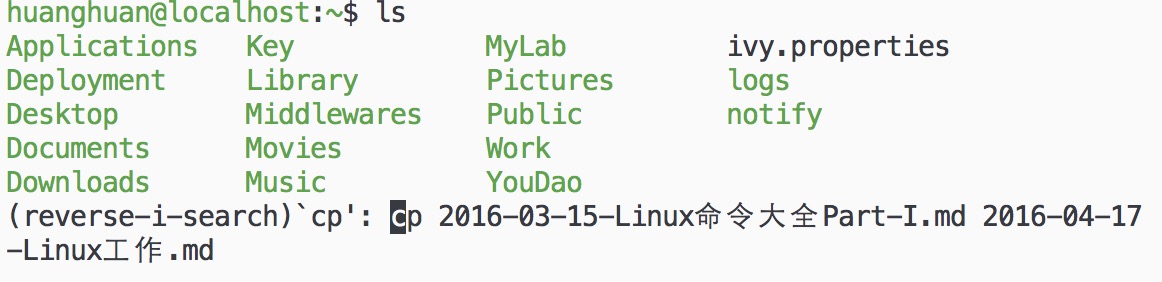 huanghuan@localhost:~$ ls
Applications Key MyLab ivy.properties
Deployment Library Pictures logs
Desktop Middlewares Public notify
Documents Movies Work
Downloads Music YouDao
(reverse-i-search)`cp': cp 2016-03-15-Linux命令大全Part-I.md 2016-04-17
-Linux工作.md